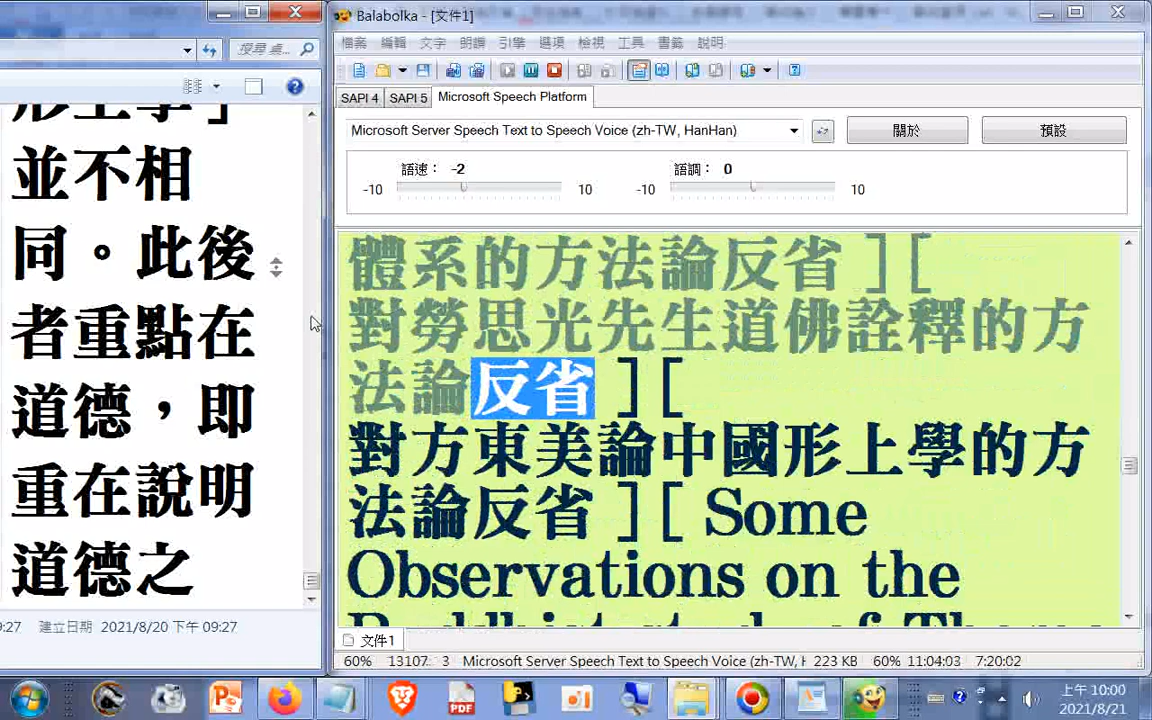 Balabolka - [文件1]
搜尋 桌...
檔案 編輯 文字 朗讀 引擎 選項 檢視 工具 書籤 說明
SAPI 4 SAPI 5 Microsoft Speech Platform
Microsoft Server Speech Text to Speech Voice (zh-TW, HanHan) 關於 預設
語速： -2 語調： 0
-10 10 -10 10
並不相
同。此後
者重點在
道德，即
重在說明
道德之
體系的方法論反省 ] [
對勞思光先生道佛詮釋的方
法論反省 ] [
對方東美論中國形上學的方
法論反省 ] [ Some
Observations on the
:27 建立日期 2021/8/20 下午 09:27
文件1
60% 13107 3 Microsoft Server Speech Text to Speech Voice (zh-TW, H 223 KB 60% 11:04:03 7:20:02
上午 10:00
2021/8/21